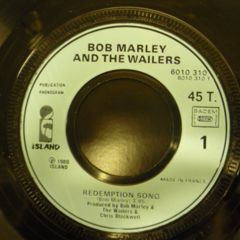 BOB MARLEY
AND THE WAILERS
6010 310
6010 310 1
PUBLICATION
PHONOGRAM
45 T.
SACEM
1
ISLAND
℗ 1980
ISLAND
MADE IN FRANCE
REDEMPTION SONG
(Bob Marley)
Produced by Bob Marley &
The Wailers &
Chris Blackwell